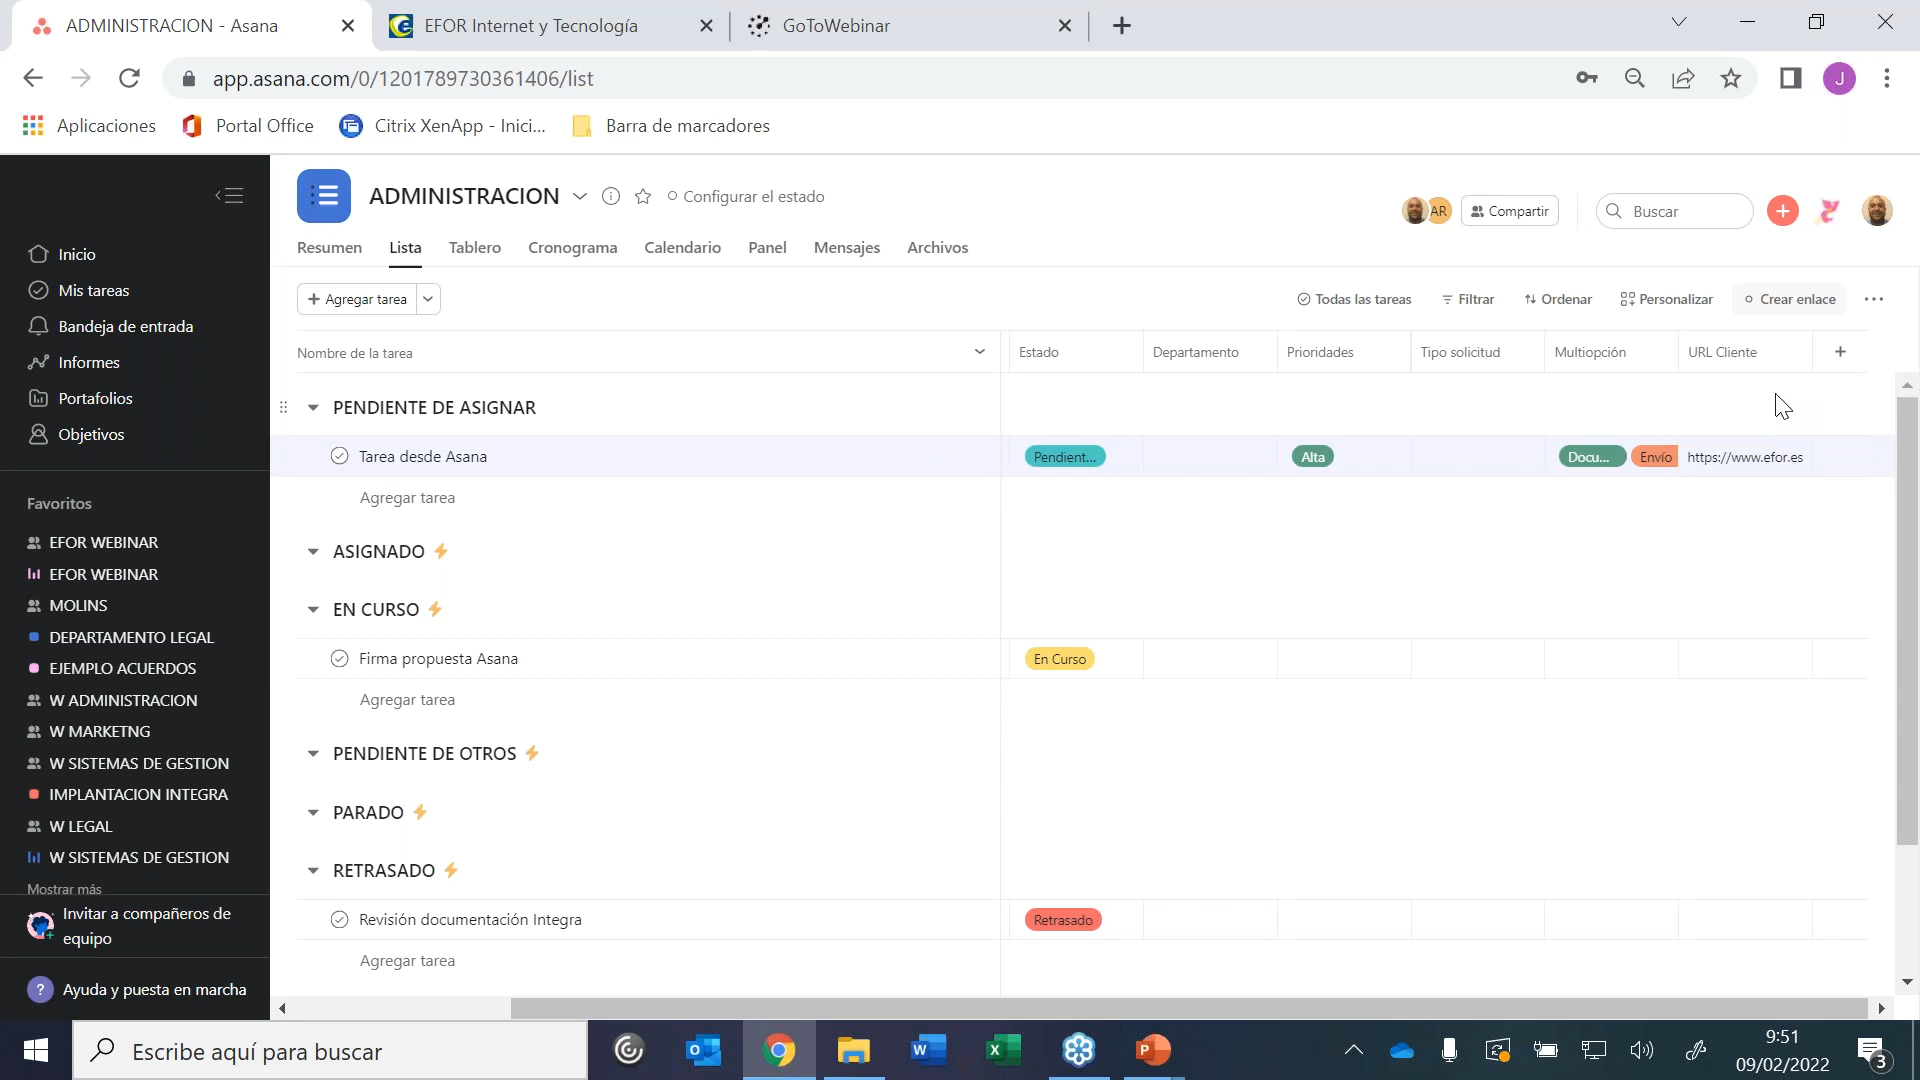 ADMINISTRACION - Asana
EFOR Internet y Tecnología
GoToWebinar
app.asana.com/0/1201789730361406/list
J
Aplicaciones
Portal Office
Citrix XenApp - Inici...
Barra de marcadores
ADMINISTRACION
Configurar el estado
AR
Compartir
Buscar
Resumen
Lista
Tablero
Cronograma
Calendario
Panel
Mensajes
Archivos
Inicio
Mis tareas
Bandeja de entrada
Informes
Portafolios
Objetivos
Favoritos
EFOR WEBINAR
EFOR WEBINAR
MOLINS
DEPARTAMENTO LEGAL
EJEMPLO ACUERDOS
W ADMINISTRACION
W MARKETNG
W SISTEMAS DE GESTION
IMPLANTACION INTEGRA
W LEGAL
W SISTEMAS DE GESTION
Mostrar más
Invitar a compañeros de
equipo
? Ayuda y puesta en marcha
Agregar tarea
Todas las tareas
Filtrar
Ordenar
Personalizar
Crear enlace
Nombre de la tarea
Estado
Departamento
Prioridades
Tipo solicitud
Multiopción
URL Cliente
PENDIENTE DE ASIGNAR
Tarea desde Asana
Pendient...
Alta
Docu...
Envío
https://www.efor.es
Agregar tarea
ASIGNADO
EN CURSO
Firma propuesta Asana
En Curso
Agregar tarea
PENDIENTE DE OTROS
PARADO
RETRASADO
Revisión documentación Integra
Retrasado
Agregar tarea
Escribe aquí para buscar
9:51
09/02/2022
3